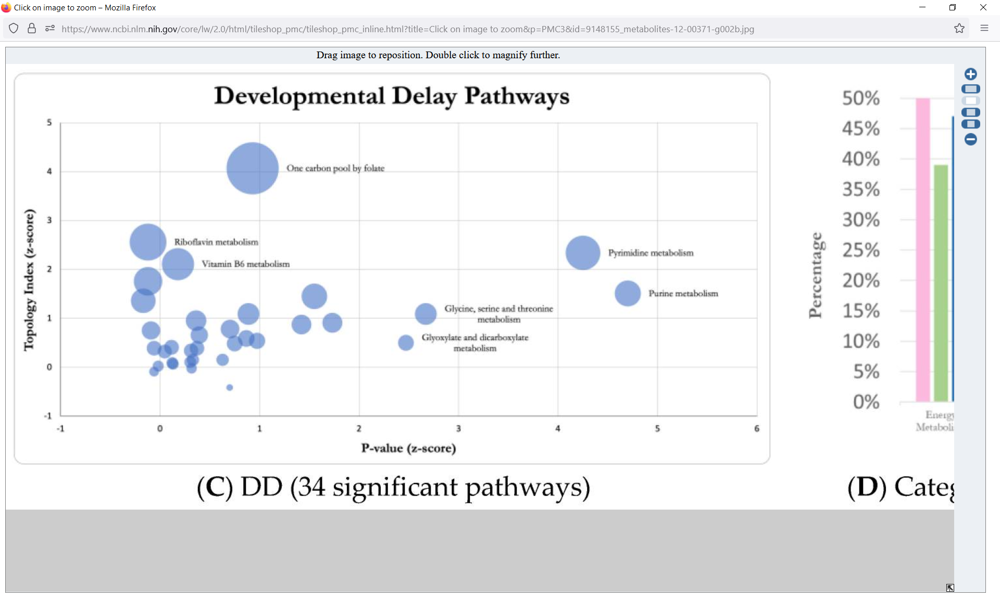 Click on image to zoom – Mozilla Firefox
https://www.ncbi.nlm.nih.gov/core/lw/2.0/html/tileshop_pmc/tileshop_pmc_inline.html?title=Click on image to zoom&p=PMC3&id=9148155_metabolites-12-00371-g002b.jpg
Drag image to reposition. Double click to magnify further.
Developmental Delay Pathways
5
4
3
2
1
0
-1
Topology Index (z-score)
One carbon pool by folate
Riboflavin metabolism
Vitamin B6 metabolism
Pyrimidine metabolism
Purine metabolism
Glycine, serine and threonine
metabolism
Glyoxylate and dicarboxylate
metabolism
-1 0 1 2 3 4 5 6
P-value (z-score)
(C) DD (34 significant pathways)
50%
45%
40%
35%
30%
25%
20%
15%
10%
5%
0%
Percentage
Energy
Metaboli
(D) Categ